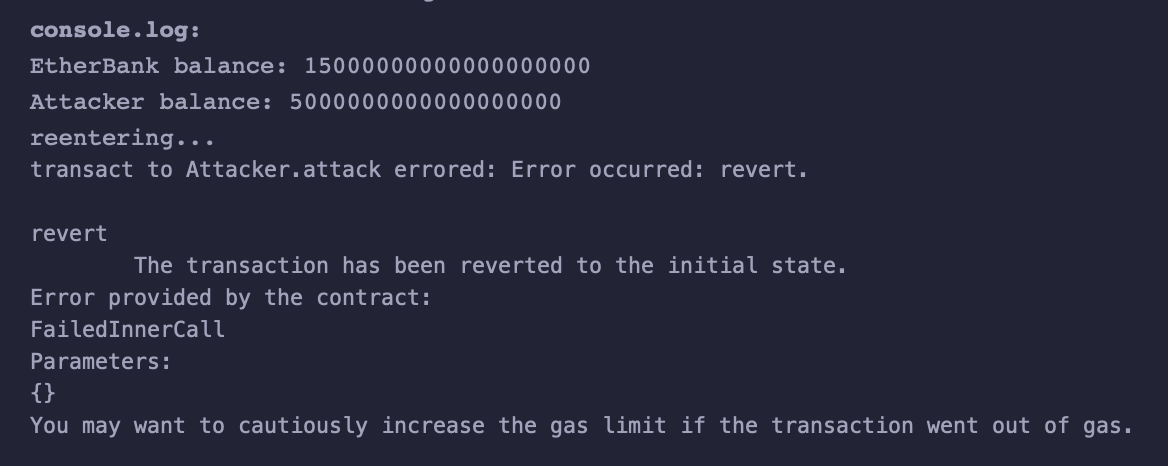 console.log:
EtherBank balance: 15000000000000000000
Attacker balance: 5000000000000000000
reentering...
transact to Attacker.attack errored: Error occurred: revert.
revert
The transaction has been reverted to the initial state.
Error provided by the contract:
FailedInnerCall
Parameters:
{}
You may want to cautiously increase the gas limit if the transaction went out of gas.